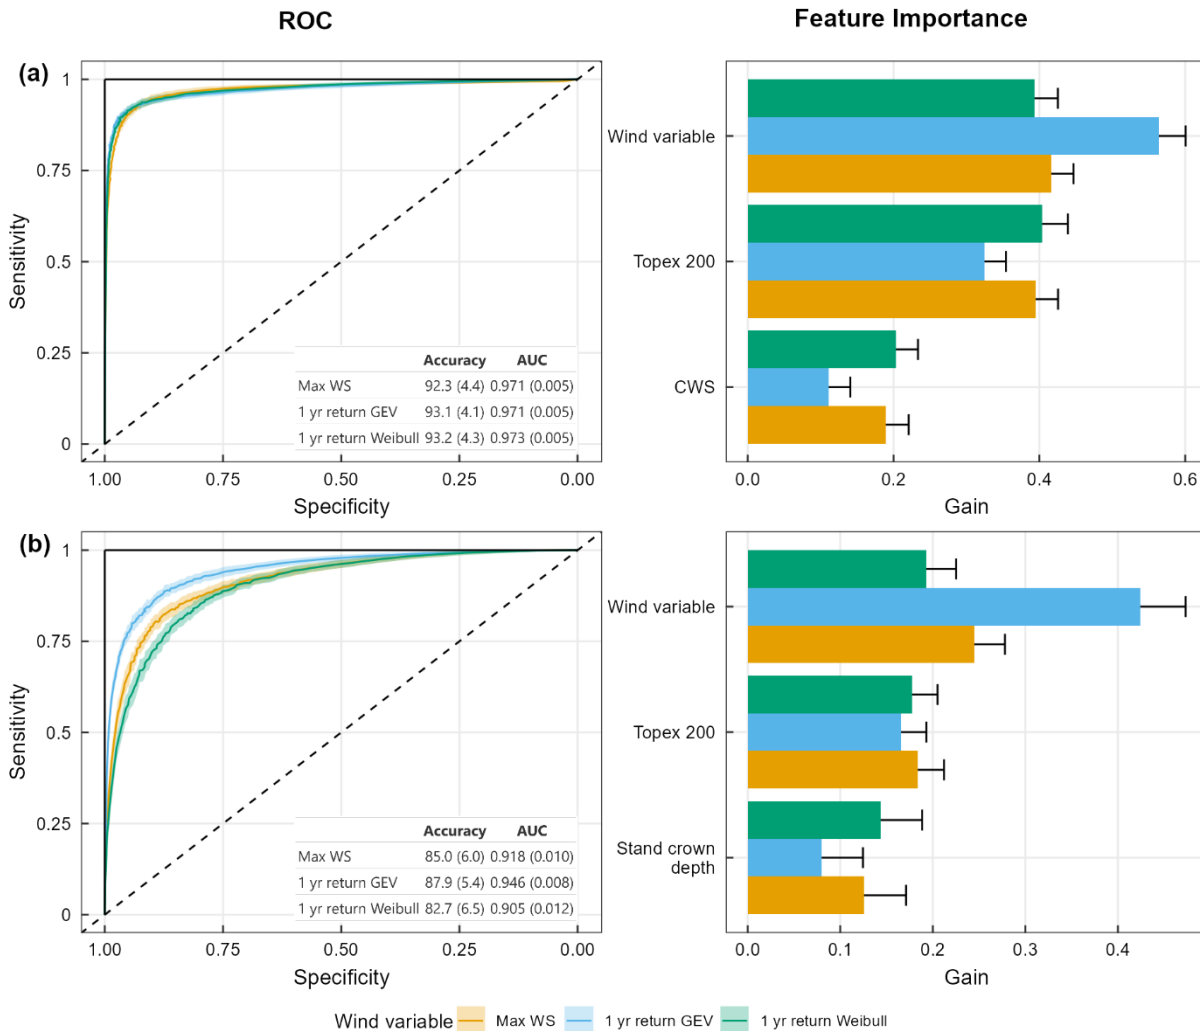 ROC
Feature Importance
(a)
1
0.75
0.5
0.25
0
Sensitivity
Accuracy AUC
Max WS 92.3 (4.4) 0.971 (0.005)
1 yr return GEV 93.1 (4.1) 0.971 (0.005)
1 yr return Weibull 93.2 (4.3) 0.973 (0.005)
1.00 0.75 0.50 0.25 0.00
Specificity
Wind variable
Topex 200
CWS
0.0 0.2 0.4 0.6
Gain
(b)
1
0.75
0.5
0.25
0
Sensitivity
Accuracy AUC
Max WS 85.0 (6.0) 0.918 (0.010)
1 yr return GEV 87.9 (5.4) 0.946 (0.008)
1 yr return Weibull 82.7 (6.5) 0.905 (0.012)
1.00 0.75 0.50 0.25 0.00
Specificity
Wind variable
Topex 200
Stand crown
depth
0.0 0.1 0.2 0.3 0.4
Gain
Wind variable Max WS 1 yr return GEV 1 yr return Weibull